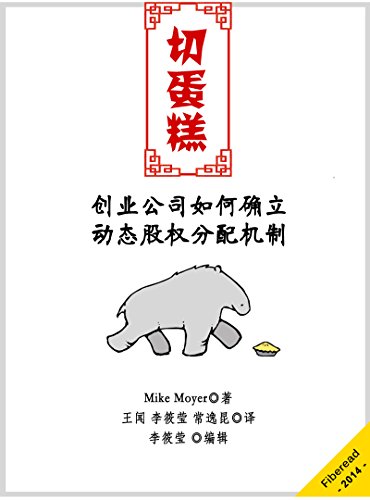 切蛋糕
创业公司如何确立
动态股权分配机制
Mike Moyer◎著
王闻 李筱莹 常逸昆◎译
李筱莹 ◎编辑
Fiberead
- 2014 -